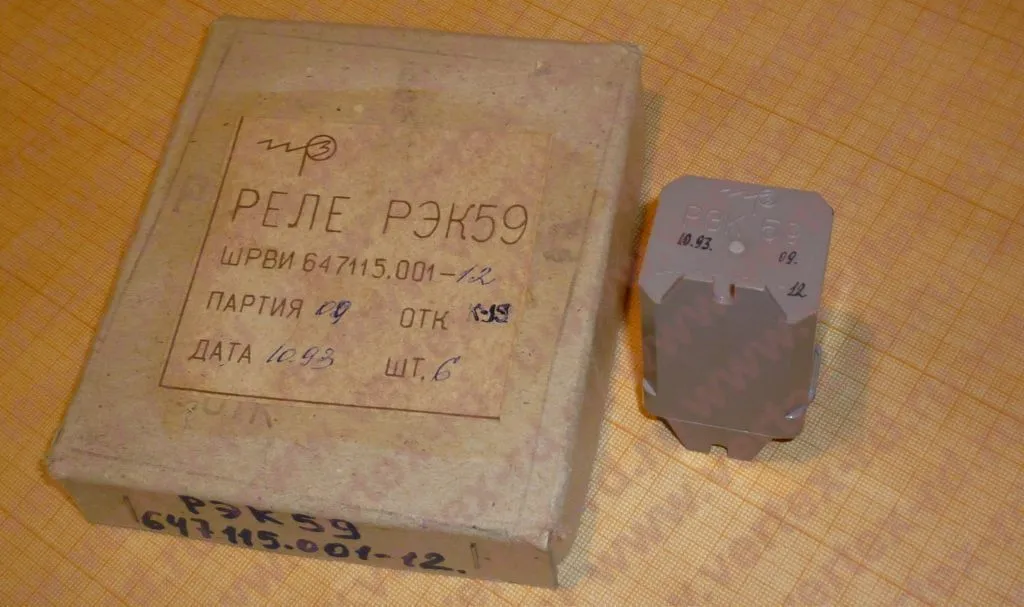 РЕЛЕ РЭК59
ШРВИ 647115.001-12
ПАРТИЯ 09 ОТК
ДАТА 10.93 ШТ. 6
ОТК
РЭК59
647115.001-12.
РЭК 59
10.93. 09.
12